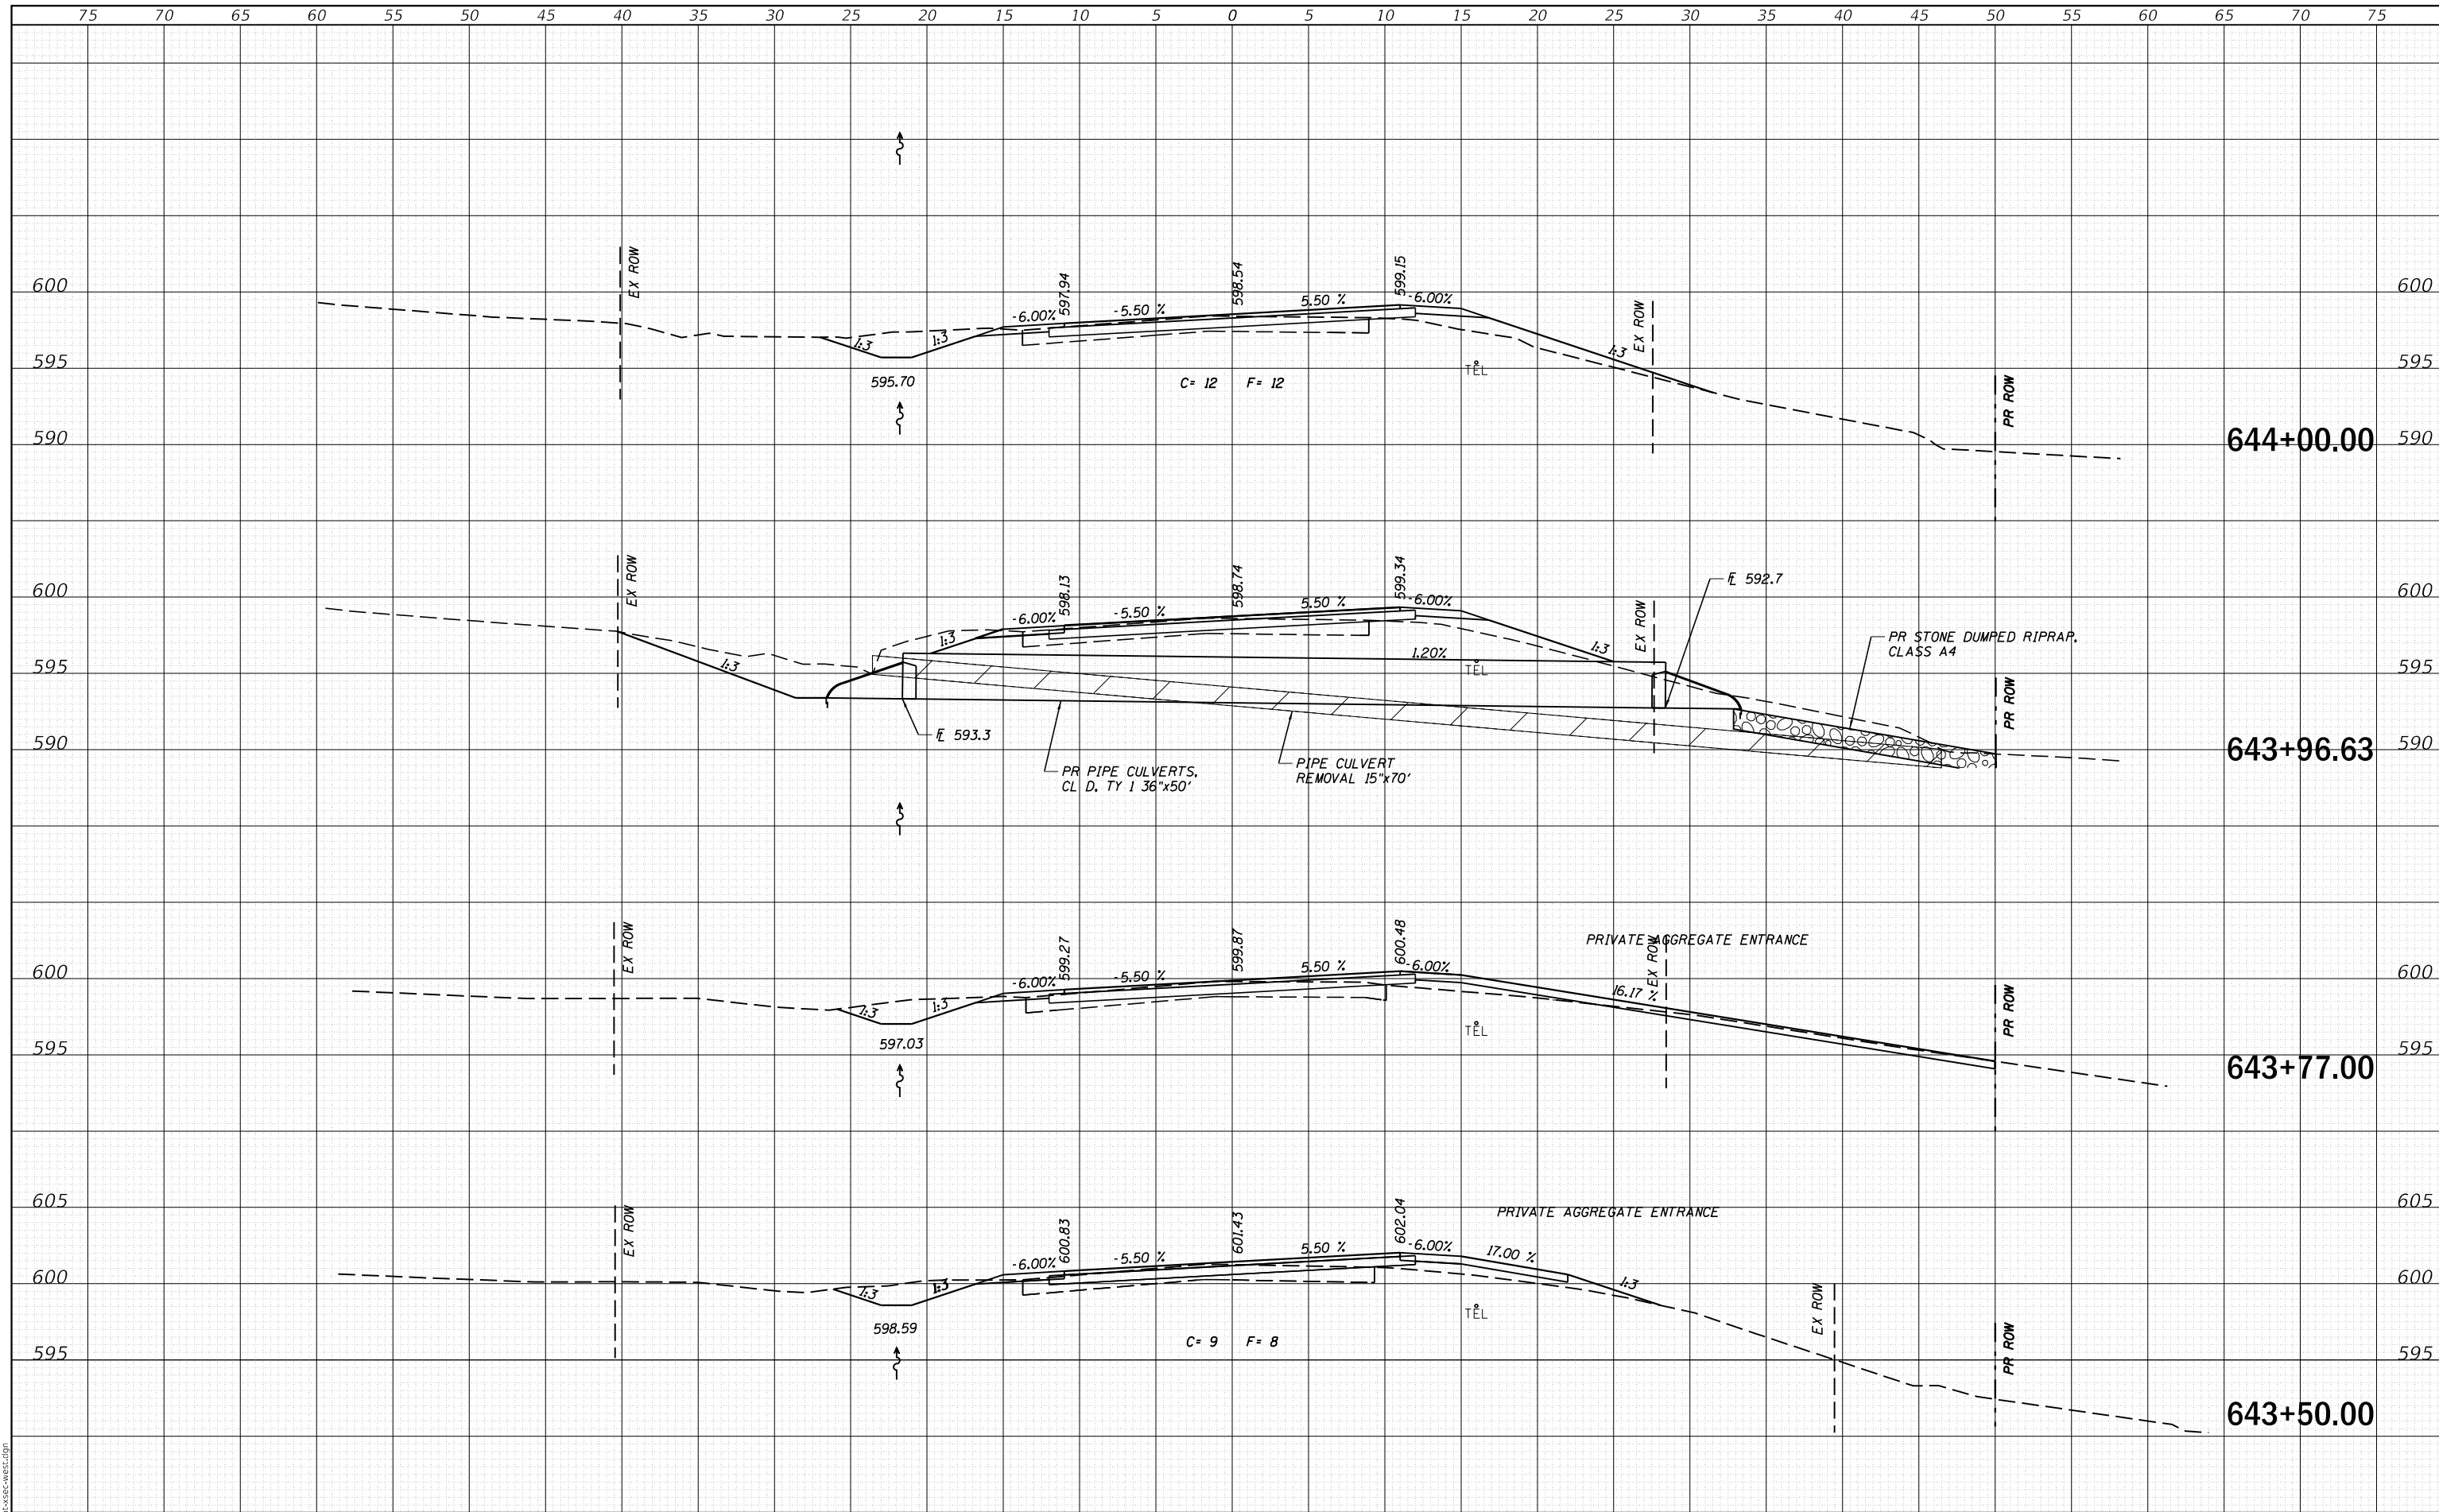 75 70 65 60 55 50 45 40 35 30 25 20 15 10 5 0 5 10 15 20 25 30 35 40 45 50 55 60 65 70 75
EX ROW
597.94
598.54
599.15
EX ROW
600
-6.00%
-5.50 %
5.50 %
-6.00%
600
1:3
1:3
1:3
595
TEL
595
595.70
C= 12 F= 12
PR ROW
590
644+00.00
590
EX ROW
598.13
598.74
599.34
EX ROW
℄ 592.7
600
-6.00%
-5.50 %
5.50 %
-6.00%
600
1:3
1:3
1.20%
1:3
PR STONE DUMPED RIPRAP,
CLASS A4
595
TEL
595
PR ROW
℄ 593.3
590
643+96.63
590
PR PIPE CULVERTS,
CL D, TY 1 36"x50'
PIPE CULVERT
REMOVAL 15"x70'
EX ROW
599.27
599.87
600.48
PRIVATE AGGREGATE ENTRANCE
EX ROW
600
-6.00%
-5.50 %
5.50 %
-6.00%
600
1:3
1:3
16.17 %
PR ROW
TEL
597.03
595
643+77.00
595
605
605
EX ROW
600.83
601.43
602.04
PRIVATE AGGREGATE ENTRANCE
-6.00%
-5.50 %
5.50 %
-6.00%
17.00 %
600
1:3
1:3
1:3
600
EX ROW
TEL
598.59
C= 9 F= 8
PR ROW
595
595
643+50.00
t-xsec-west.dgn